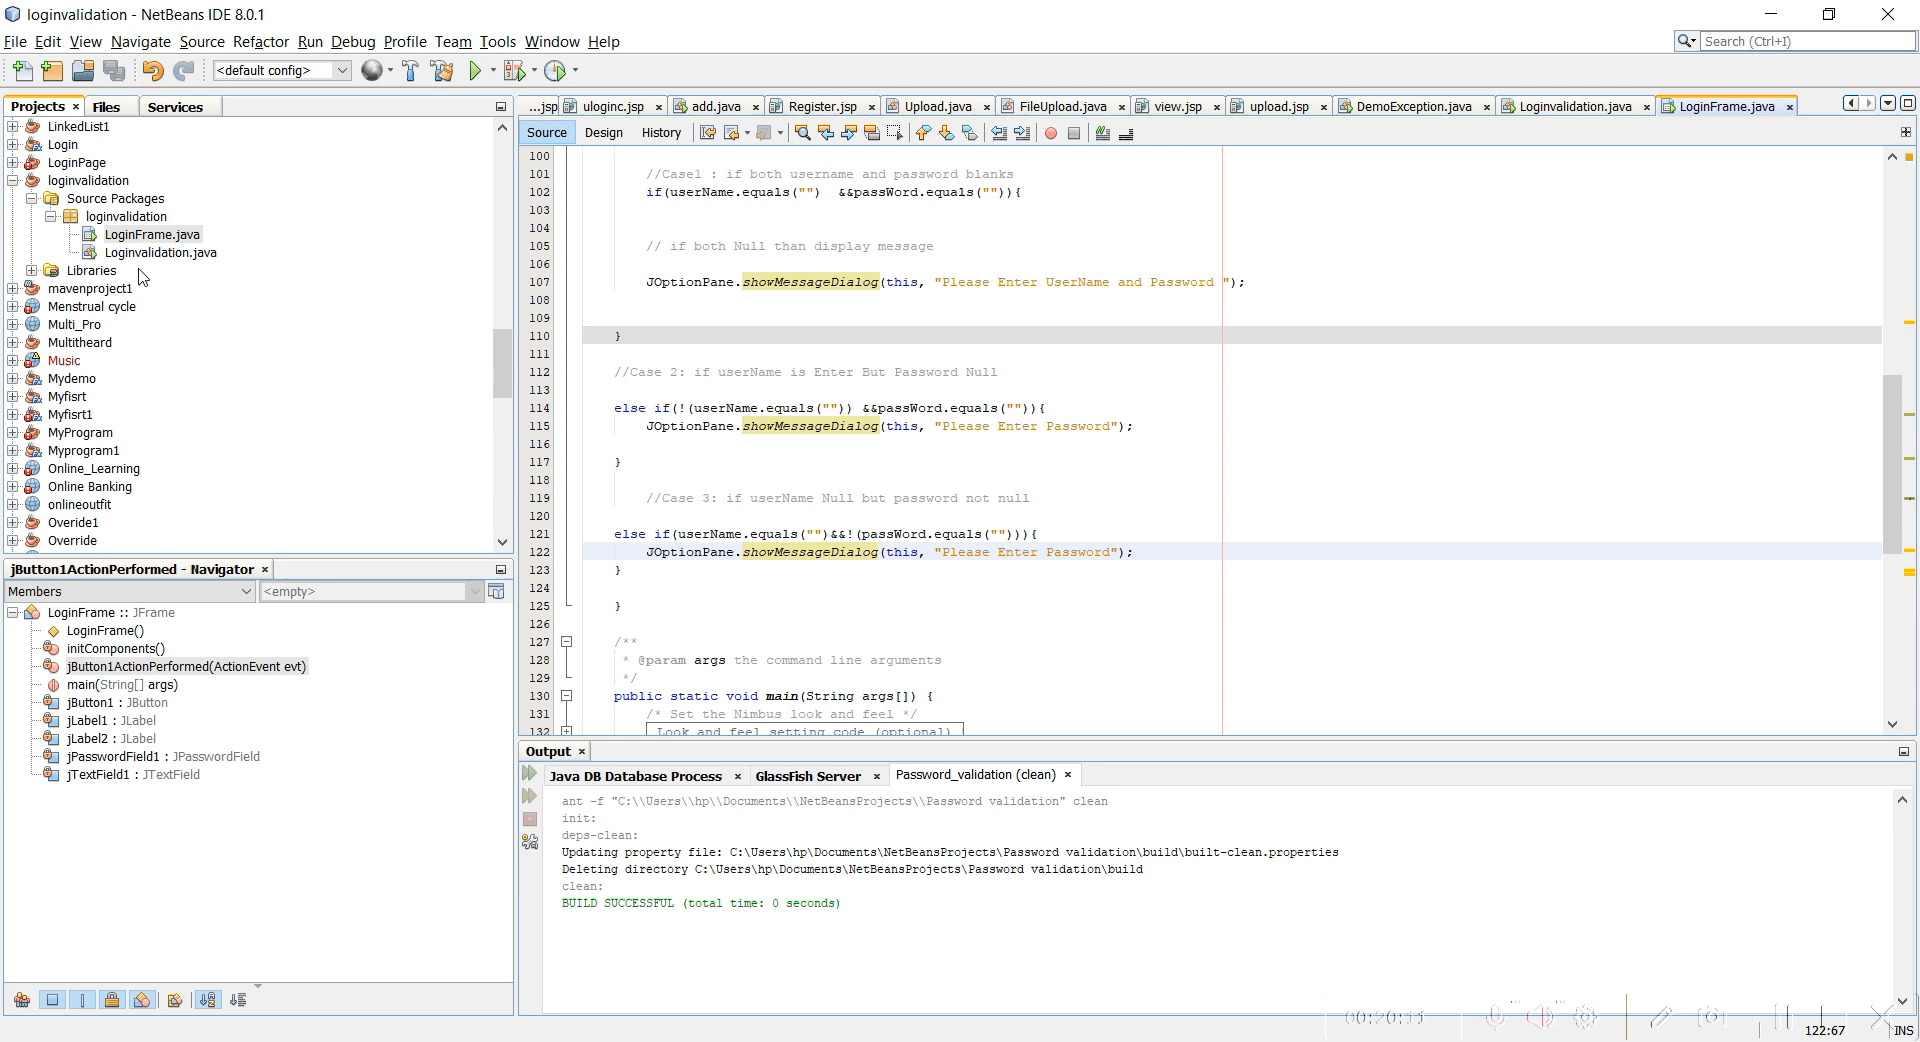 loginvalidation - NetBeans IDE 8.0.1
File Edit View Navigate Source Refactor Run Debug Profile Team Tools Window Help
Search (Ctrl+I)
<default config>
Projects Files Services
LinkedList1
Login
LoginPage
loginvalidation
Source Packages
loginvalidation
LoginFrame.java
Loginvalidation.java
Libraries
mavenproject1
Menstrual cycle
Multi_Pro
Multitheard
Music
Mydemo
Myfisrt
Myfisrt1
MyProgram
Myprogram1
Online_Learning
Online Banking
onlineoutfit
Overide1
Override
jButton1ActionPerformed - Navigator
Members <empty>
LoginFrame :: JFrame
LoginFrame()
initComponents()
jButton1ActionPerformed(ActionEvent evt)
main(String[] args)
jButton1 : JButton
jLabel1 : JLabel
jLabel2 : JLabel
jPasswordField1 : JPasswordField
jTextField1 : JTextField
...jsp uloginc.jsp add.java Register.jsp Upload.java FileUpload.java view.jsp upload.jsp DemoException.java Loginvalidation.java LoginFrame.java
Source Design History
100
101 //Case1 : if both username and password blanks
102 if(userName.equals("") &&passWord.equals("")){
103
104
105 // if both Null than display message
106
107 JOptionPane.showMessageDialog(this, "Please Enter UserName and Password ");
108
109
110 }
111
112 //Case 2: if userName is Enter But Password Null
113
114 else if(!(userName.equals("")) &&passWord.equals("")){
115 JOptionPane.showMessageDialog(this, "Please Enter Password");
116
117 }
118
119 //Case 3: if userName Null but password not null
120
121 else if(userName.equals("")&&!(passWord.equals(""))){
122 JOptionPane.showMessageDialog(this, "Please Enter Password");
123 }
124
125 }
126
127 /**
128 * @param args the command line arguments
129 */
130 public static void main(String args[]) {
131 /* Set the Nimbus look and feel */
132 Look and feel setting code (optional)
Output
Java DB Database Process GlassFish Server Password_validation (clean)
ant -f "C:\\Users\\hp\\Documents\\NetBeansProjects\\Password validation" clean
init:
deps-clean:
Updating property file: C:\Users\hp\Documents\NetBeansProjects\Password validation\build\built-clean.properties
Deleting directory C:\Users\hp\Documents\NetBeansProjects\Password validation\build
clean:
BUILD SUCCESSFUL (total time: 0 seconds)
122:67 INS